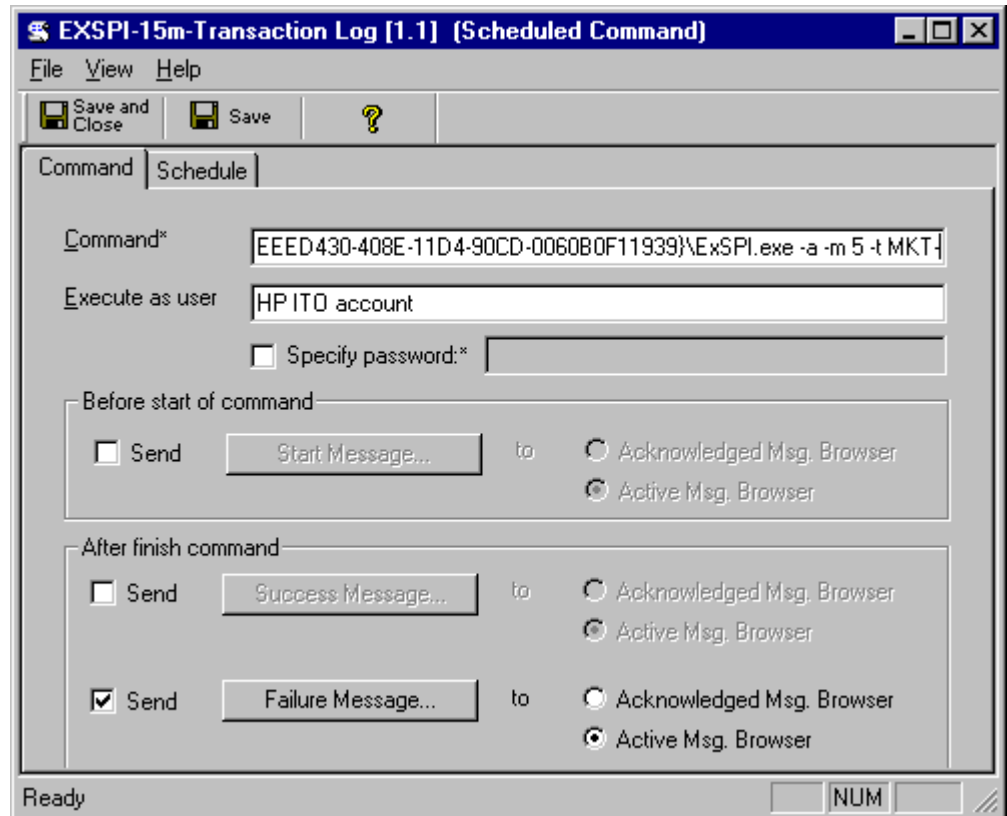 EXSPI-15m-Transaction Log [1.1] (Scheduled Command)
File View Help
Save and Close Save ?
Command Schedule
Command* EEED430-408E-11D4-90CD-0060B0F11939}\ExSPI.exe -a -m 5 -t MKT-
Execute as user HP ITO account
Specify password:*
Before start of command
Send Start Message... to Acknowledged Msg. Browser
Active Msg. Browser
After finish command
Send Success Message... to Acknowledged Msg. Browser
Active Msg. Browser
Send Failure Message... to Acknowledged Msg. Browser
Active Msg. Browser
Ready NUM